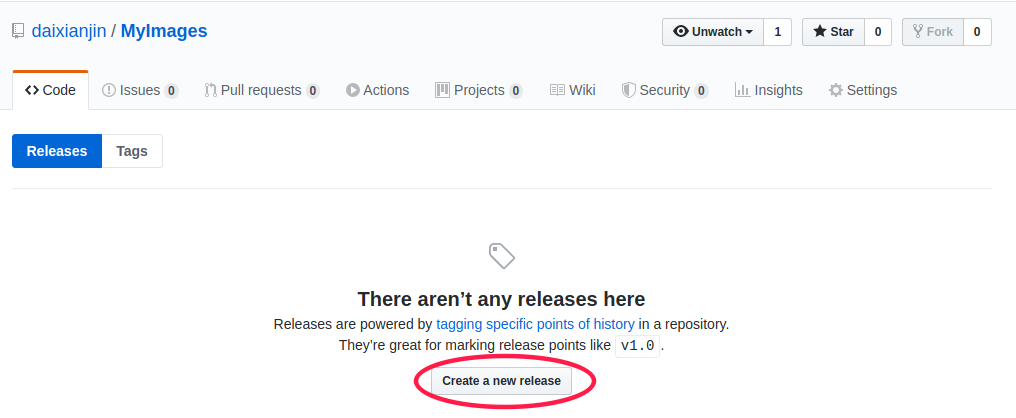 daixianjin / MyImages
Unwatch 1 Star 0 Fork 0
Code Issues 0 Pull requests 0 Actions Projects 0 Wiki Security 0 Insights Settings
Releases Tags
There aren’t any releases here
Releases are powered by tagging specific points of history in a repository.
They’re great for marking release points like v1.0.
Create a new release